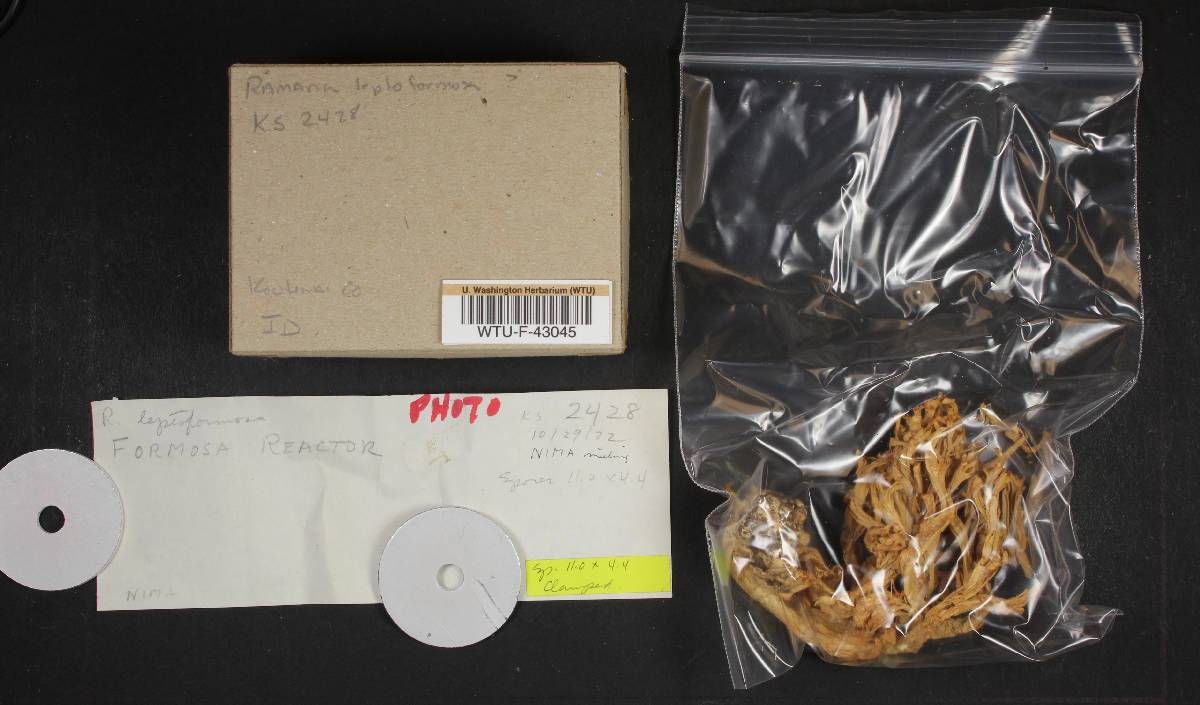 RAMARIA leptoformosa
KS 2428
Kootenai Co
ID.
U. Washington Herbarium (WTU)
WTU-F-43045
R. leptoformosa
FORMOSA REACTOR
PHOTO
KS 2428
10/29/72
NIMA meeting
Spores 11.0 x 4.4
Sp. 11.0 x 4.4
Clamped
NIMA